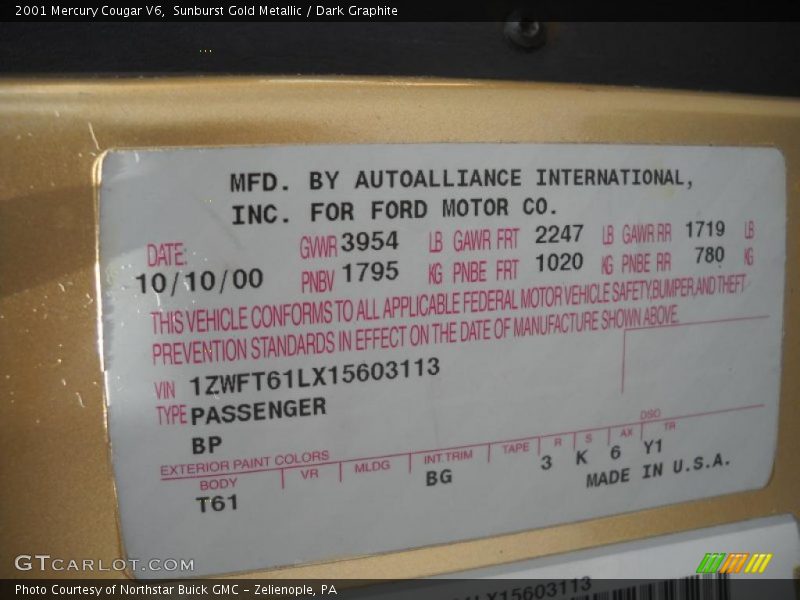 2001 Mercury Cougar V6, Sunburst Gold Metallic / Dark Graphite
MFD. BY AUTOALLIANCE INTERNATIONAL,
INC. FOR FORD MOTOR CO.
DATE: GVWR 3954 LB GAWR FRT 2247 LB GAWR RR 1719 LB
10/10/00 PNBV 1795 KG PNBE FRT 1020 KG PNBE RR 780 KG
THIS VEHICLE CONFORMS TO ALL APPLICABLE FEDERAL MOTOR VEHICLE SAFETY, BUMPER, AND THEFT
PREVENTION STANDARDS IN EFFECT ON THE DATE OF MANUFACTURE SHOWN ABOVE.
VIN 1ZWFT61LX15603113
TYPE PASSENGER
BP
EXTERIOR PAINT COLORS DSO
BODY VR MLDG INT. TRIM TAPE R S AX TR
T61 BG 3 K 6 Y1
MADE IN U.S.A.
GTCARLOT.COM
LX15603113
Photo Courtesy of Northstar Buick GMC - Zelienople, PA